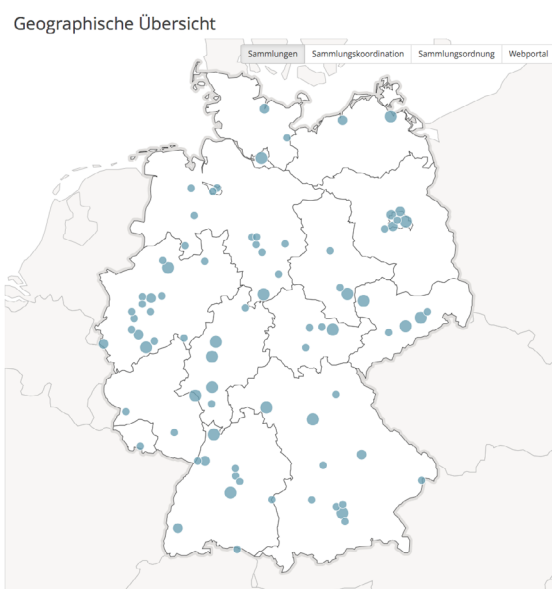 Geographische Übersicht
Sammlungen Sammlungskoordination Sammlungsordnung Webportal